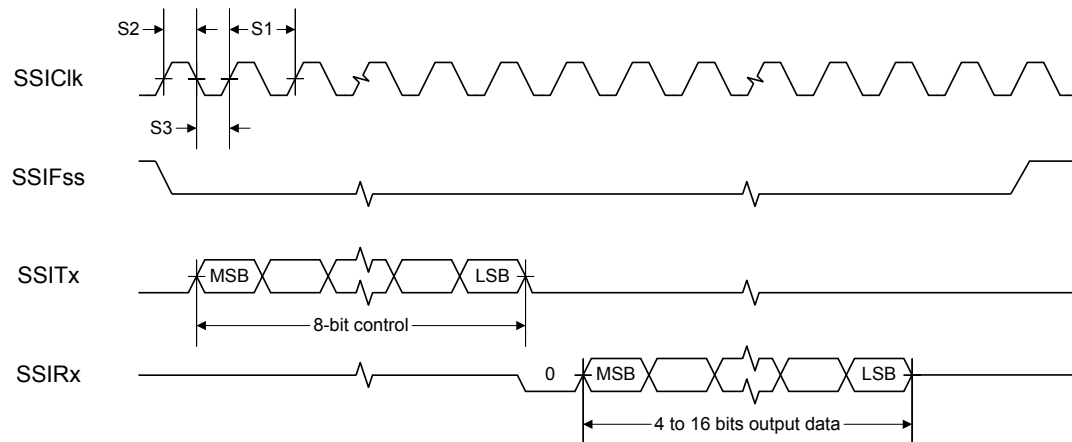 S2
S1
SSIClk
S3
SSIFss
SSITx
MSB
LSB
8-bit control
SSIRx
0
MSB
LSB
4 to 16 bits output data